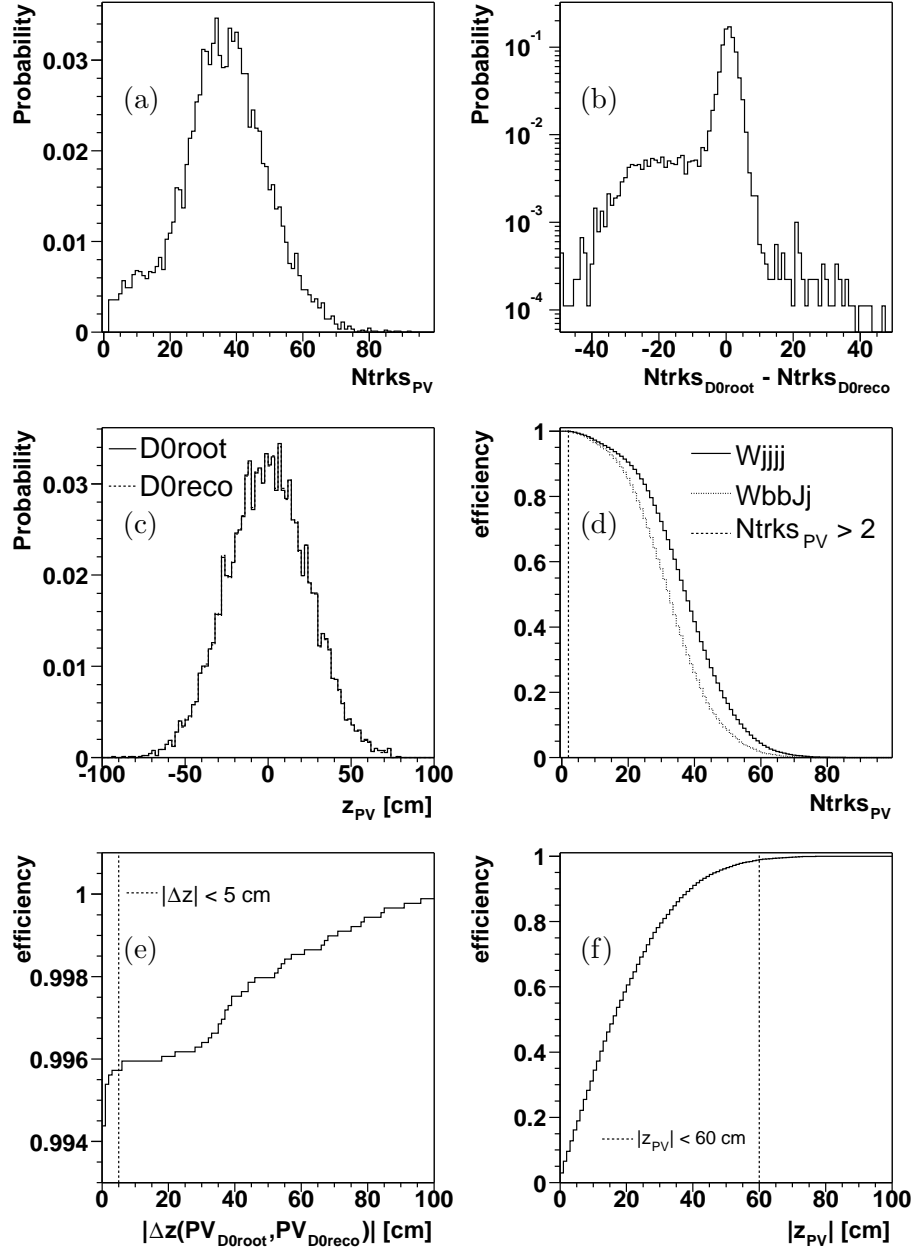 Probability
(a)
0.03
0.02
0.01
0
0 20 40 60 80
Ntrks_PV
Probability
(b)
10^-1
10^-2
10^-3
10^-4
-40 -20 0 20 40
Ntrks_D0root - Ntrks_D0reco
Probability
D0root
D0reco
(c)
0.03
0.02
0.01
0
-100 -50 0 50 100
z_PV [cm]
efficiency
Wjjjj
WbbJj
Ntrks_PV > 2
(d)
1
0.8
0.6
0.4
0.2
0
0 20 40 60 80
Ntrks_PV
efficiency
|Δz| < 5 cm
(e)
1
0.998
0.996
0.994
0 20 40 60 80 100
|Δz(PV_D0root,PV_D0reco)| [cm]
efficiency
(f)
1
0.8
0.6
0.4
0.2
0
|z_PV| < 60 cm
0 20 40 60 80 100
|z_PV| [cm]